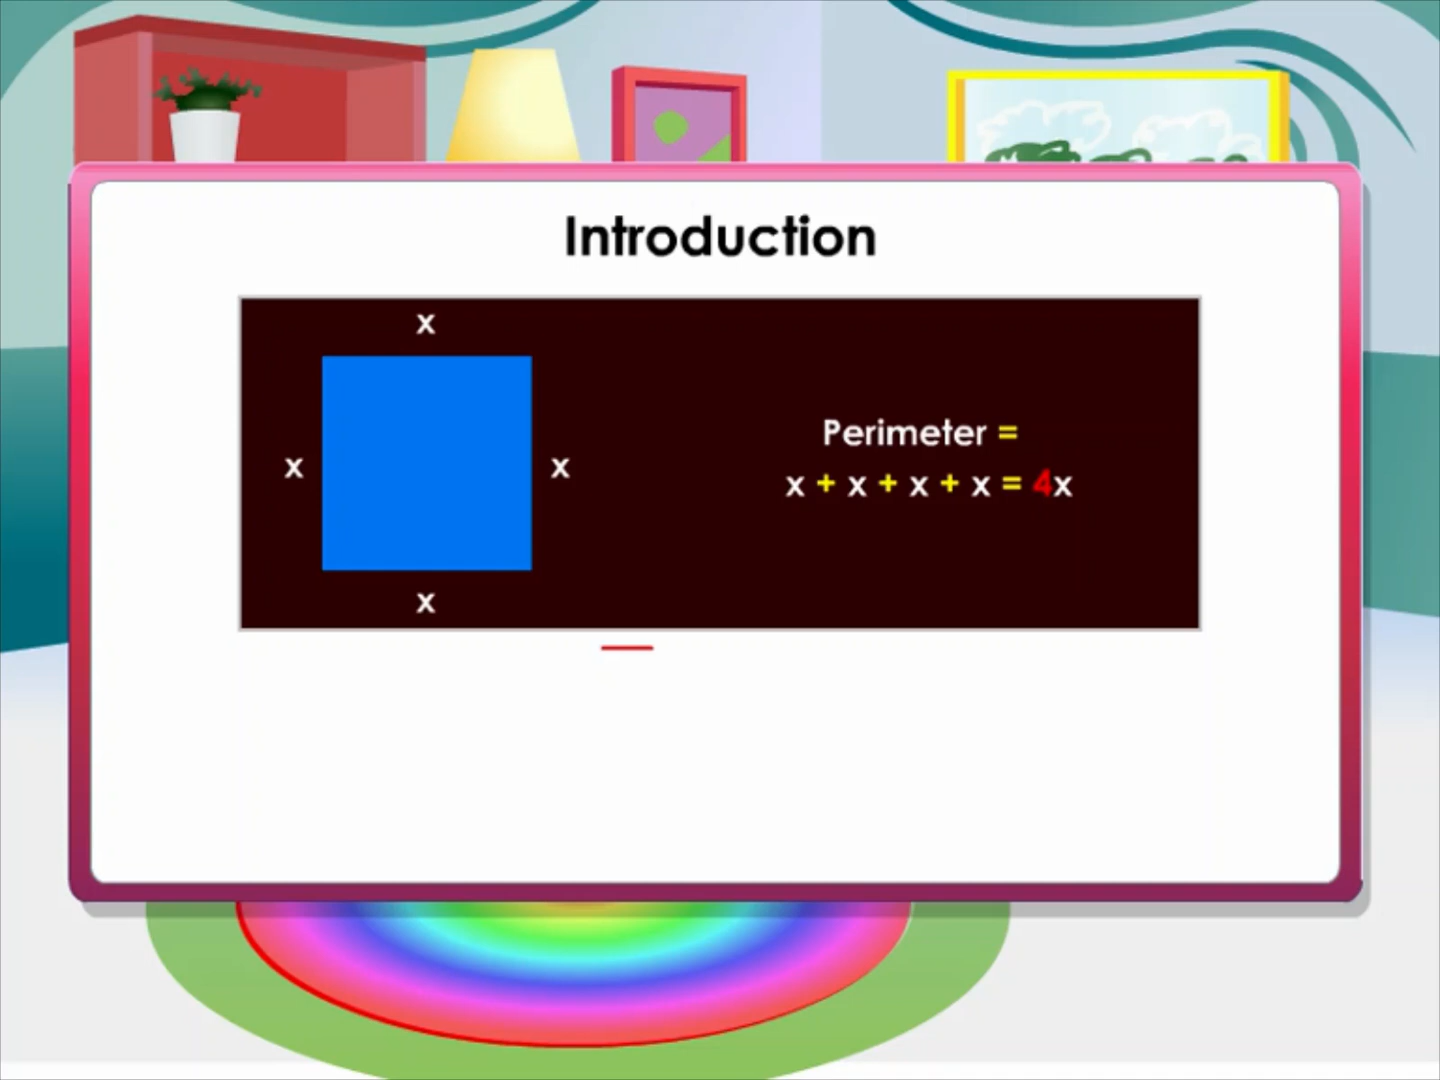 Introduction
x
x
x
x
Perimeter =
x + x + x + x = 4x